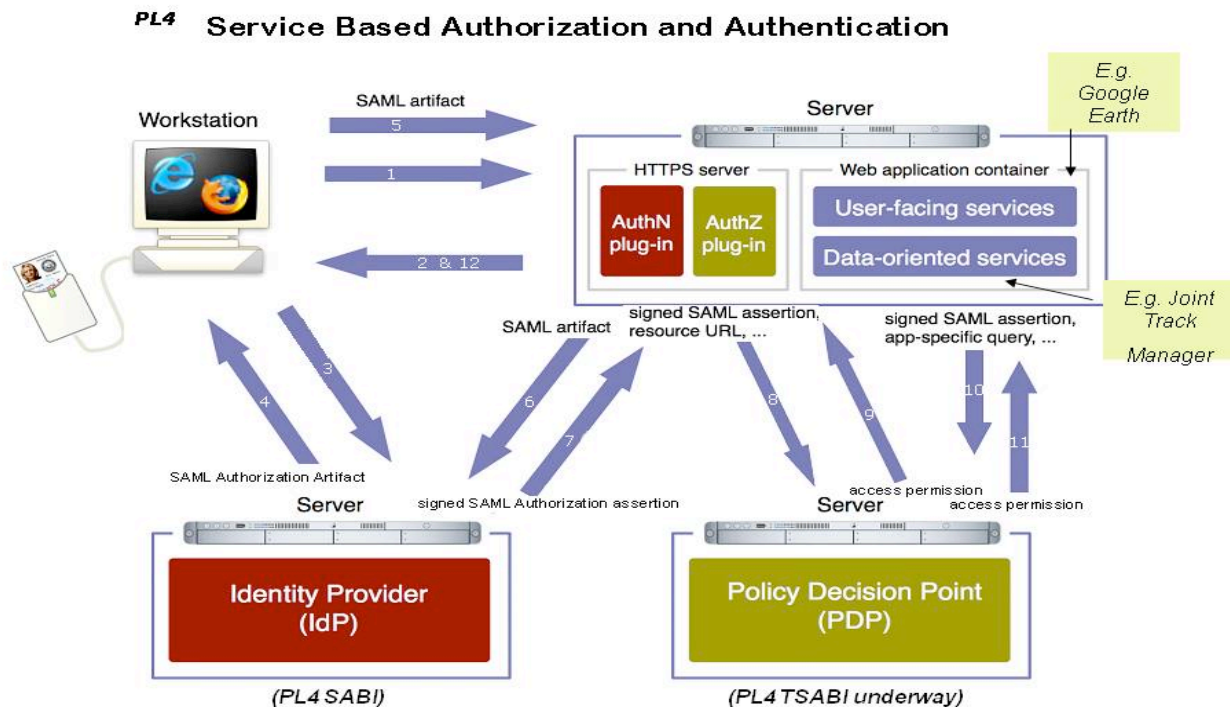 PL4 Service Based Authorization and Authentication
E.g.
Google
Earth
SAML artifact
5
1
2 & 12
Workstation
Server
HTTPS server
AuthN
plug-in
AuthZ
plug-in
Web application container
User-facing services
Data-oriented services
E.g. Joint
Track
Manager
SAML artifact
signed SAML assertion,
resource URL, ...
signed SAML assertion,
app-specific query, ...
3
4
6
7
8
9
10
11
SAML Authorization Artifact
signed SAML Authorization assertion
access permission
access permission
Server
Identity Provider
(IdP)
(PL4 SABI)
Server
Policy Decision Point
(PDP)
(PL4 TSABI underway)